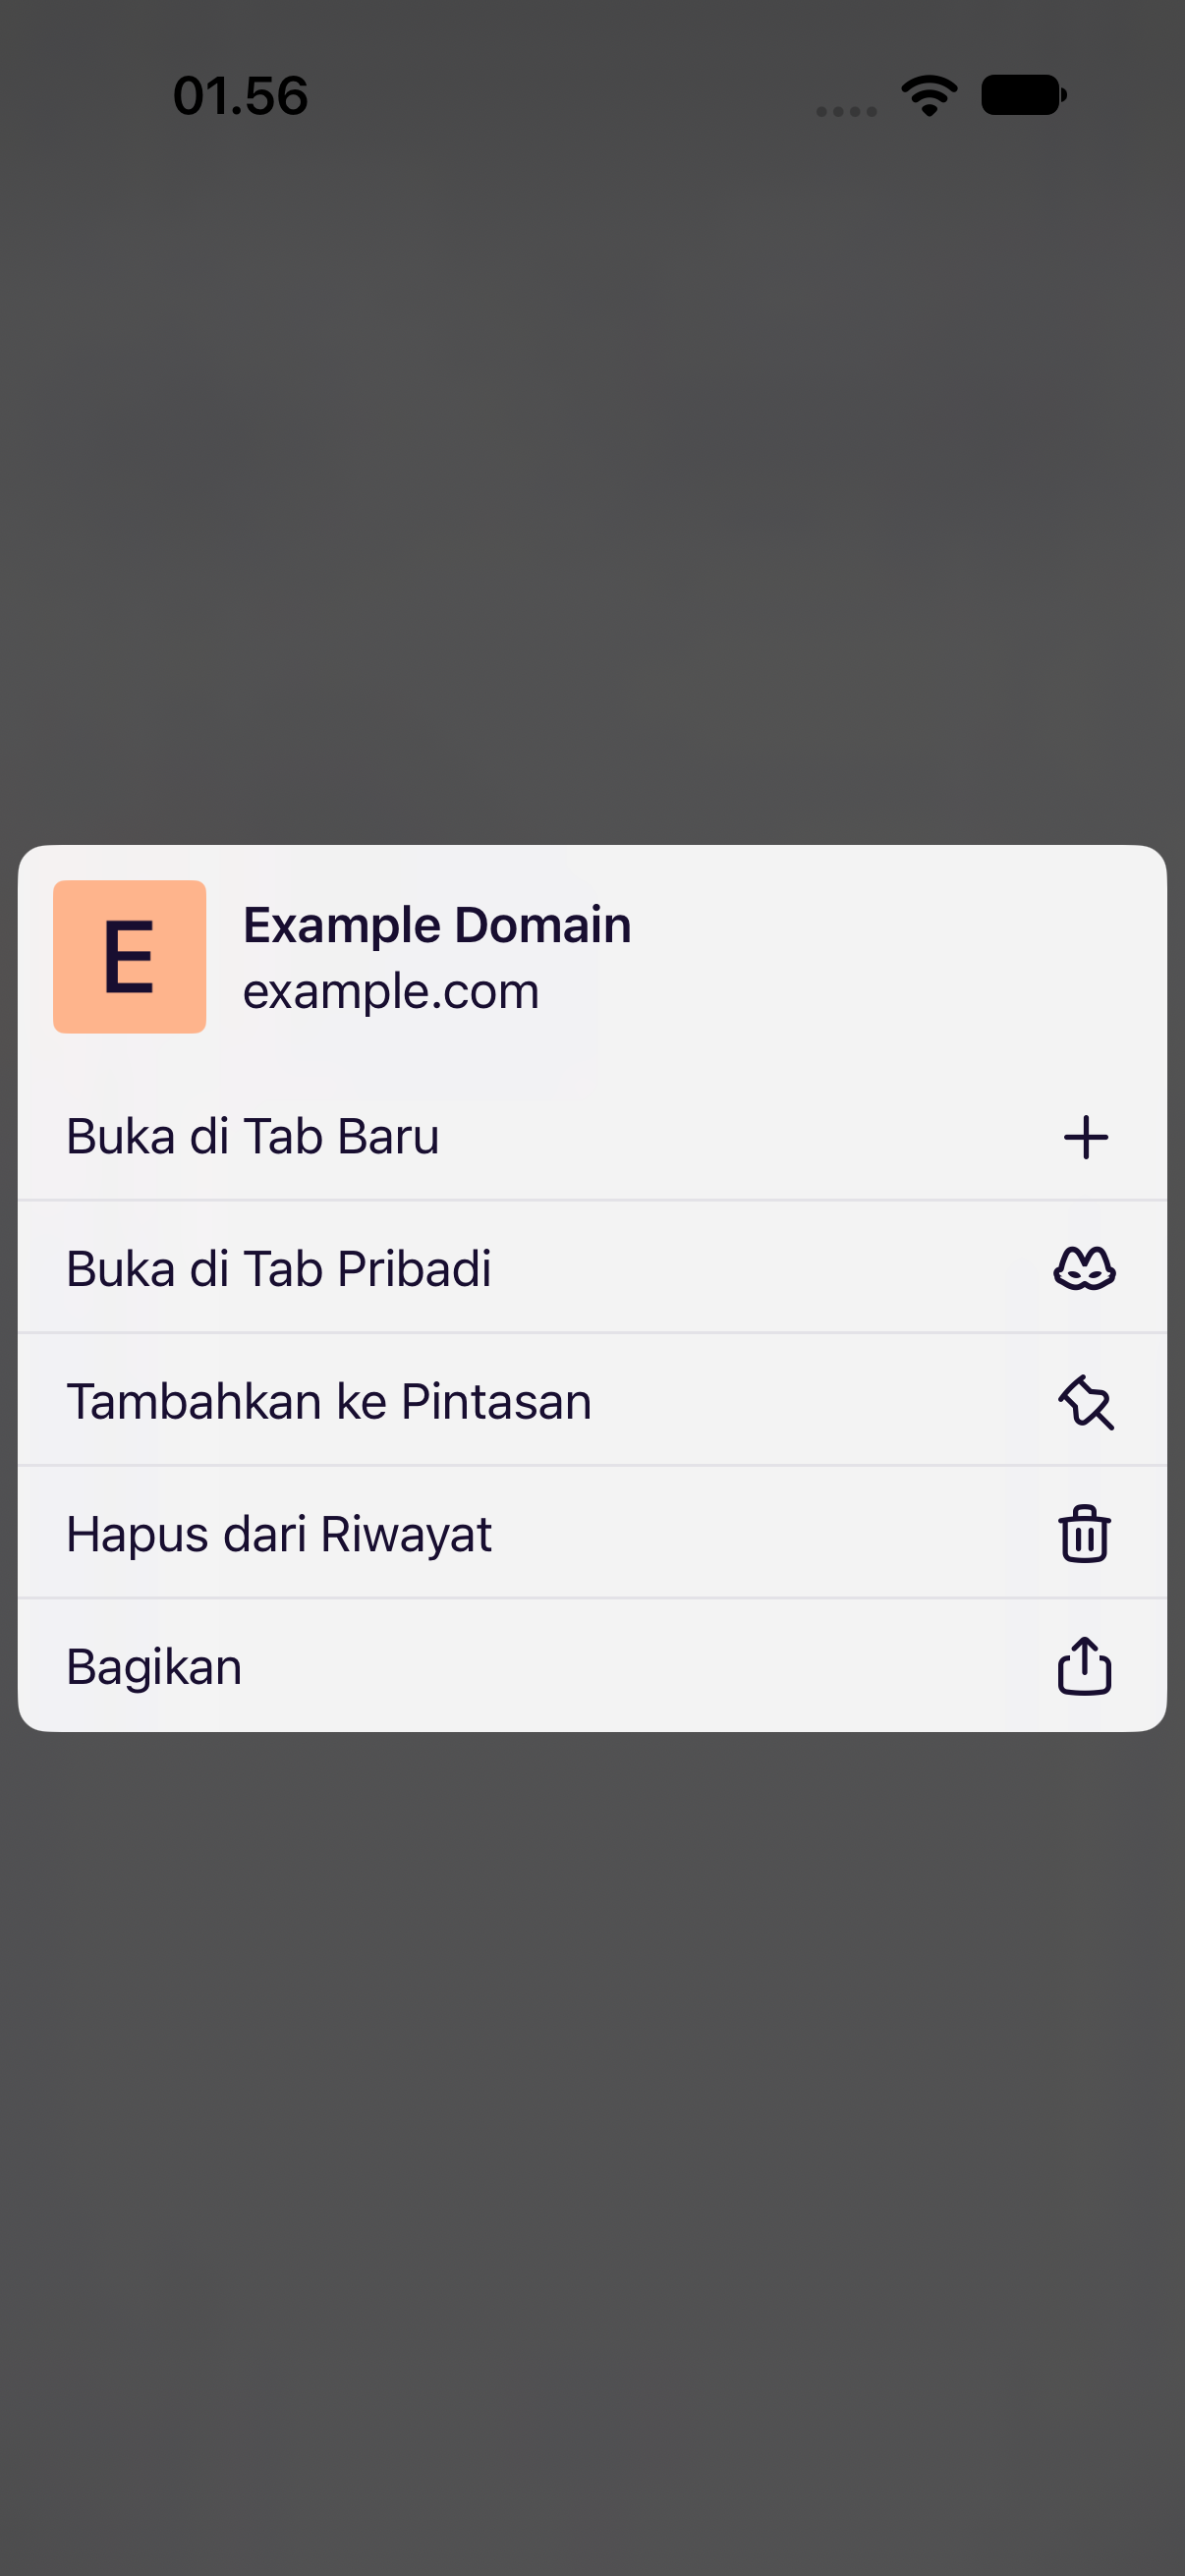 01.56
E
Example Domain
example.com
Buka di Tab Baru
Buka di Tab Pribadi
Tambahkan ke Pintasan
Hapus dari Riwayat
Bagikan